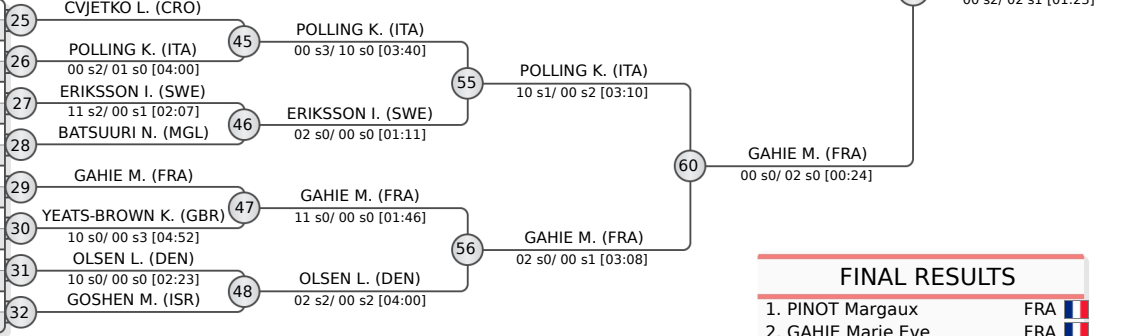 CVJETKO L. (CRO)
25
POLLING K. (ITA)
26
00 s2/ 01 s0 [04:00]
45
POLLING K. (ITA)
00 s3/ 10 s0 [03:40]
ERIKSSON I. (SWE)
27
11 s2/ 00 s1 [02:07]
BATSUURI N. (MGL)
28
46
ERIKSSON I. (SWE)
02 s0/ 00 s0 [01:11]
55
POLLING K. (ITA)
10 s1/ 00 s2 [03:10]
GAHIE M. (FRA)
29
YEATS-BROWN K. (GBR)
30
10 s0/ 00 s3 [04:52]
47
GAHIE M. (FRA)
11 s0/ 00 s0 [01:46]
OLSEN L. (DEN)
31
10 s0/ 00 s0 [02:23]
GOSHEN M. (ISR)
32
48
OLSEN L. (DEN)
02 s2/ 00 s2 [04:00]
56
GAHIE M. (FRA)
02 s0/ 00 s1 [03:08]
60
GAHIE M. (FRA)
00 s0/ 02 s0 [00:24]
FINAL RESULTS
1. PINOT Margaux FRA
2. GAHIE Marie Eve FRA